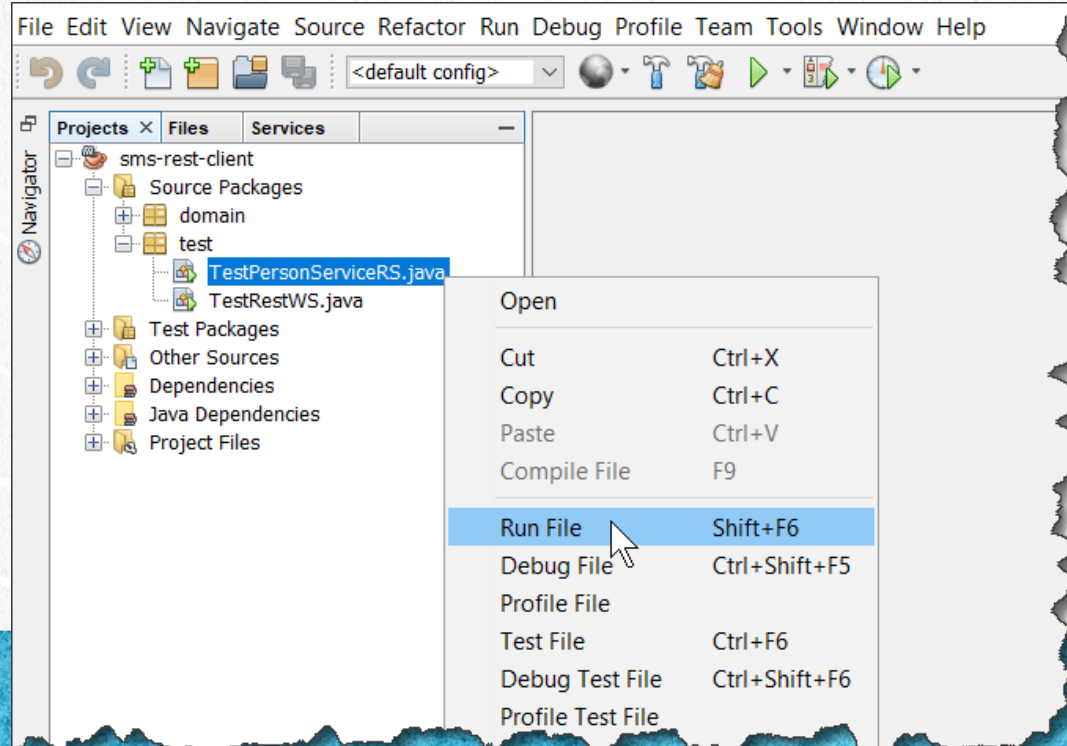 File Edit View Navigate Source Refactor Run Debug Profile Team Tools Window Help
<default config>
Projects Files Services
Navigator
sms-rest-client
Source Packages
domain
test
TestPersonServiceRS.java
TestRestWS.java
Test Packages
Other Sources
Dependencies
Java Dependencies
Project Files
Open
Cut Ctrl+X
Copy Ctrl+C
Paste Ctrl+V
Compile File F9
Run File Shift+F6
Debug File Ctrl+Shift+F5
Profile File
Test File Ctrl+F6
Debug Test File Ctrl+Shift+F6
Profile Test File